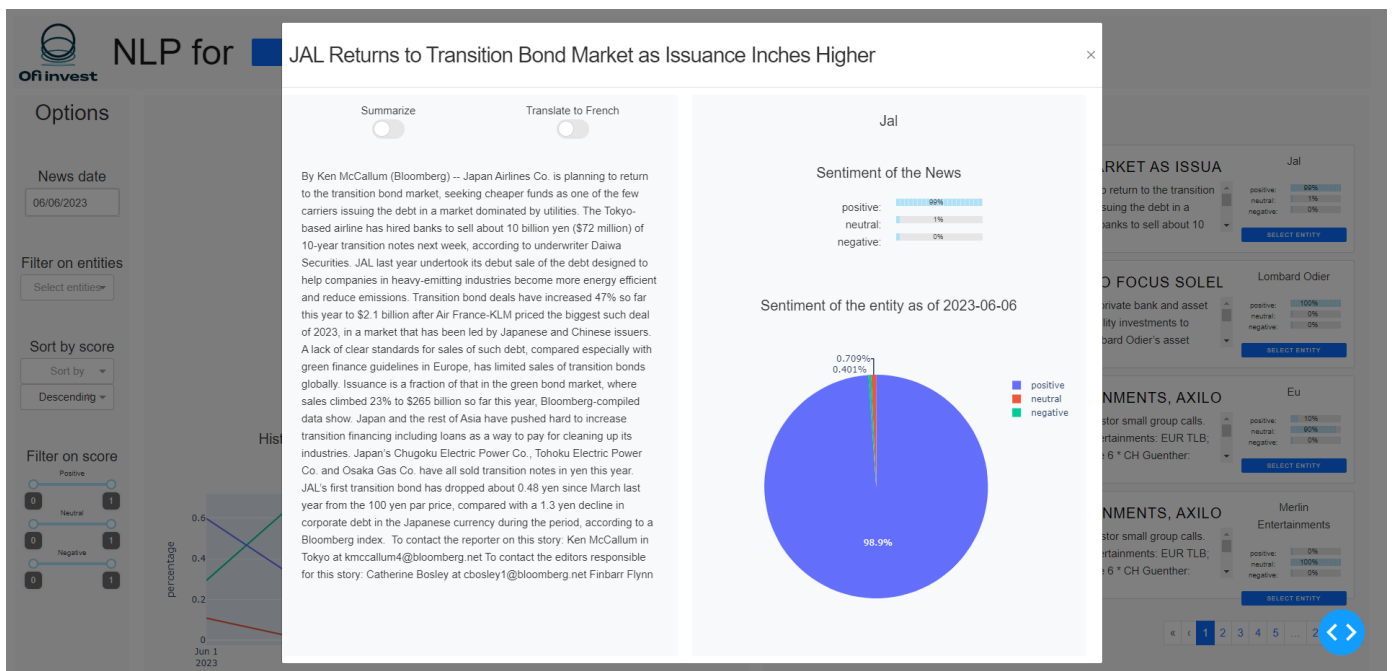 Ofi invest
NLP for
JAL Returns to Transition Bond Market as Issuance Inches Higher
×
Options
News date
06/06/2023
Filter on entities
Select entities
Sort by score
Sort by
Descending
Filter on score
Positive
0 1
Neutral
0 1
Negative
0 1
Hist
percentage
0.6
0.4
0.2
0
Jun 1
2023
Summarize
Translate to French
By Ken McCallum (Bloomberg) -- Japan Airlines Co. is planning to return
to the transition bond market, seeking cheaper funds as one of the few
carriers issuing the debt in a market dominated by utilities. The Tokyo-
based airline has hired banks to sell about 10 billion yen ($72 million) of
10-year transition notes next week, according to underwriter Daiwa
Securities. JAL last year undertook its debut sale of the debt designed to
help companies in heavy-emitting industries become more energy efficient
and reduce emissions. Transition bond deals have increased 47% so far
this year to $2.1 billion after Air France-KLM priced the biggest such deal
of 2023, in a market that has been led by Japanese and Chinese issuers.
A lack of clear standards for sales of such debt, compared especially with
green finance guidelines in Europe, has limited sales of transition bonds
globally. Issuance is a fraction of that in the green bond market, where
sales climbed 23% to $265 billion so far this year, Bloomberg-compiled
data show. Japan and the rest of Asia have pushed hard to increase
transition financing including loans as a way to pay for cleaning up its
industries. Japan's Chugoku Electric Power Co., Tohoku Electric Power
Co. and Osaka Gas Co. have all sold transition notes in yen this year.
JAL's first transition bond has dropped about 0.48 yen since March last
year from the 100 yen par price, compared with a 1.3 yen decline in
corporate debt in the Japanese currency during the period, according to a
Bloomberg index. To contact the reporter on this story: Ken McCallum in
Tokyo at kmccallum4@bloomberg.net To contact the editors responsible
for this story: Catherine Bosley at cbosley1@bloomberg.net Finbarr Flynn
Jal
Sentiment of the News
positive: 99%
neutral: 1%
negative: 0%
Sentiment of the entity as of 2023-06-06
0.709%
0.401%
98.9%
positive
neutral
negative
RKET AS ISSUA
return to the transition
suing the debt in a
banks to sell about 10
Jal
positive: 99%
neutral: 1%
negative: 0%
SELECT ENTITY
O FOCUS SOLEL
private bank and asset
lity investments to
bard Odier's asset
Lombard Odier
positive: 100%
neutral: 0%
negative: 0%
SELECT ENTITY
NMENTS, AXILO
stor small group calls.
rtainments: EUR TLB;
6 * CH Guenther:
Eu
positive: 10%
neutral: 90%
negative: 0%
SELECT ENTITY
NMENTS, AXILO
stor small group calls.
rtainments: EUR TLB;
6 * CH Guenther:
Merlin
Entertainments
positive: 0%
neutral: 100%
negative: 0%
SELECT ENTITY
« ‹ 1 2 3 4 5 ... 2